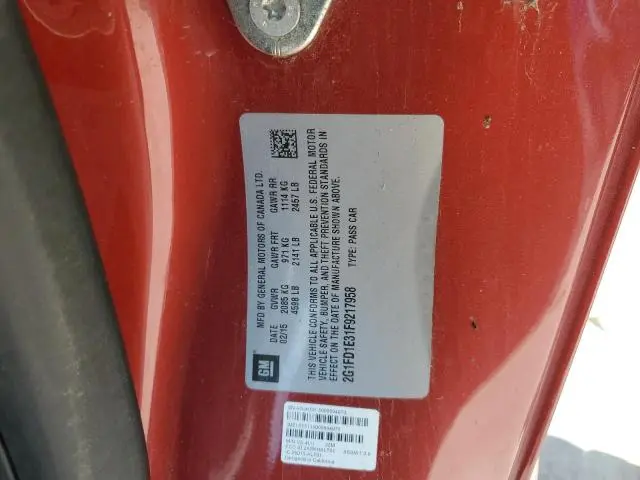 GM
MFD BY GENERAL MOTORS OF CANADA LTD.
DATE GVWR GAWR FRT GAWR RR
02/15 2085 KG 971 KG 1114 KG
4598 LB 2141 LB 2457 LB
THIS VEHICLE CONFORMS TO ALL APPLICABLE U.S. FEDERAL MOTOR
VEHICLE SAFETY, BUMPER, AND THEFT PREVENTION STANDARDS IN
EFFECT ON THE DATE OF MANUFACTURE SHOWN ABOVE.
2G1FD1E31F9217958 TYPE: PASS CAR